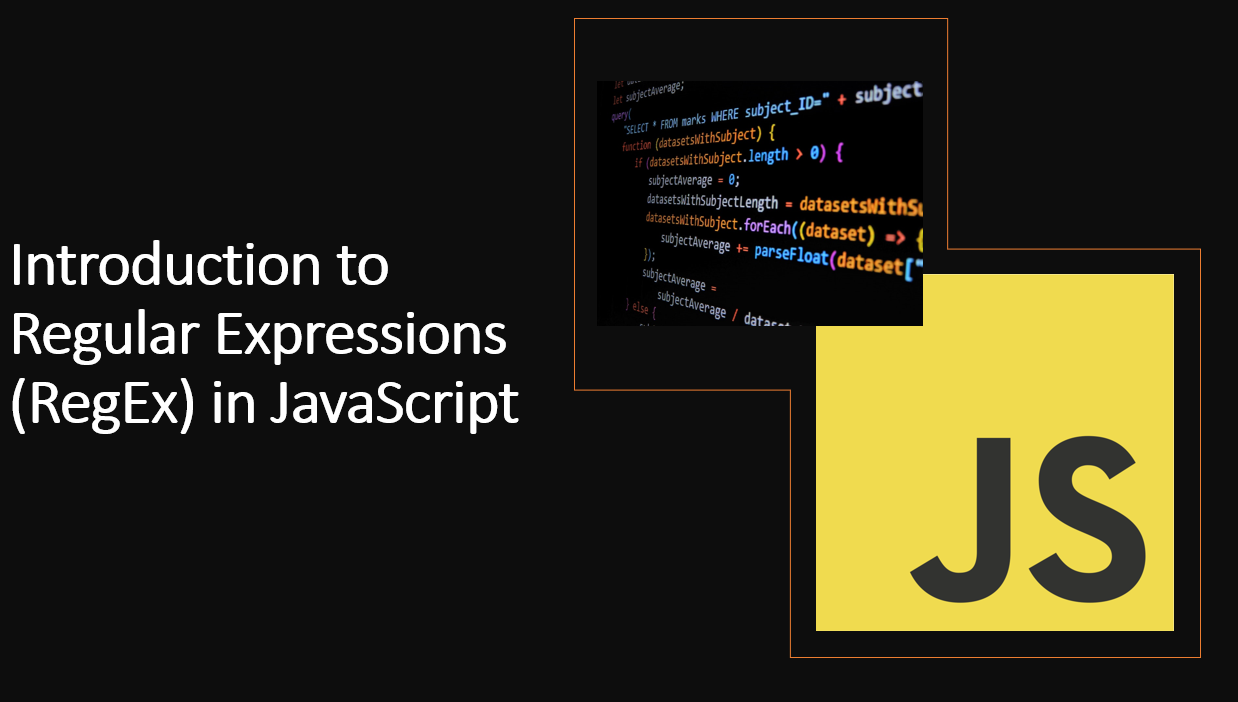 Introduction to
Regular Expressions
(RegEx) in JavaScript
let subjectAverage;
query(
"SELECT * FROM marks WHERE subject_ID=" + subject
function (datasetsWithSubject) {
if (datasetsWithSubject.length > 0) {
subjectAverage = 0;
datasetsWithSubjectLength = datasetsWithSu
datasetsWithSubject.forEach((dataset) => {
subjectAverage += parseFloat(dataset["
});
subjectAverage =
subjectAverage / datase
} else {
JS